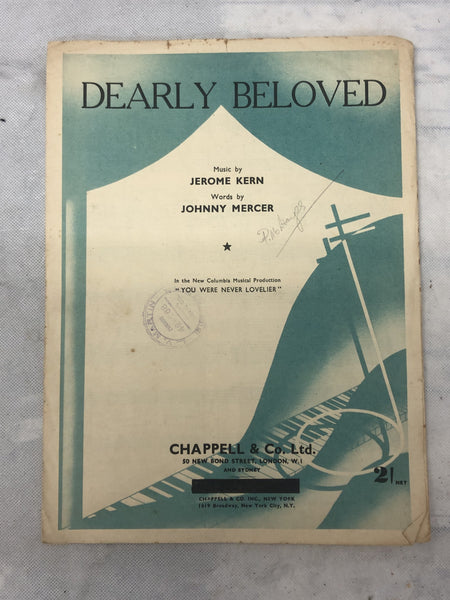 DEARLY BELOVED
Music by
JEROME KERN
Words by
JOHNNY MERCER
In the New Columbia Musical Production
"YOU WERE NEVER LOVELIER"
CHAPPELL & Co. Ltd.
50 NEW BOND STREET, LONDON, W.1
AND SYDNEY
CHAPPELL & CO. INC., NEW YORK
1619 Broadway, New York City, N.Y.
2/ NET